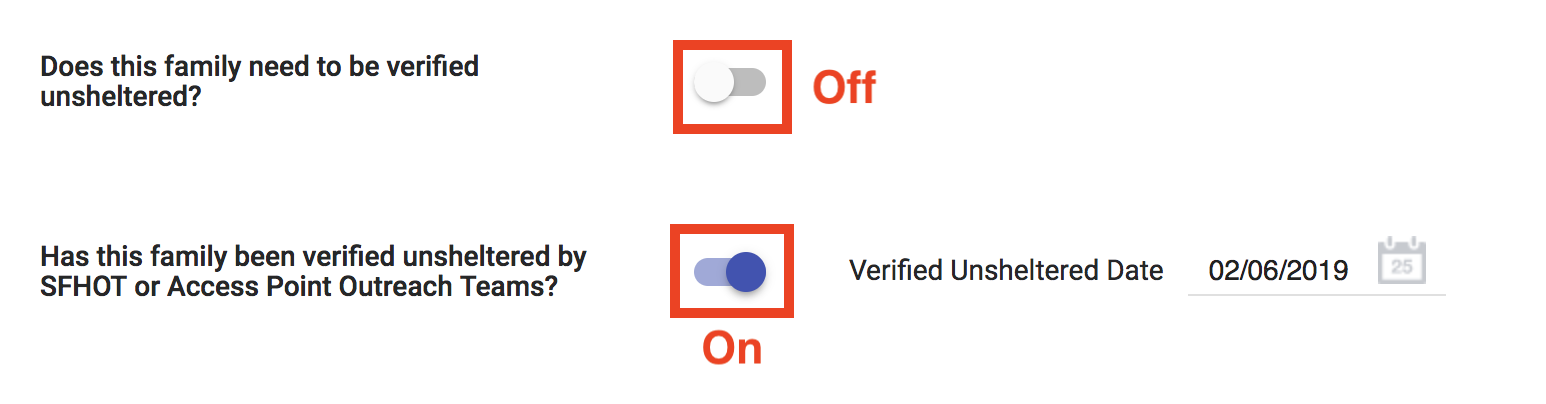 Does this family need to be verified
unsheltered?
Off
Has this family been verified unsheltered by
SFHOT or Access Point Outreach Teams?
On
Verified Unsheltered Date
02/06/2019
25